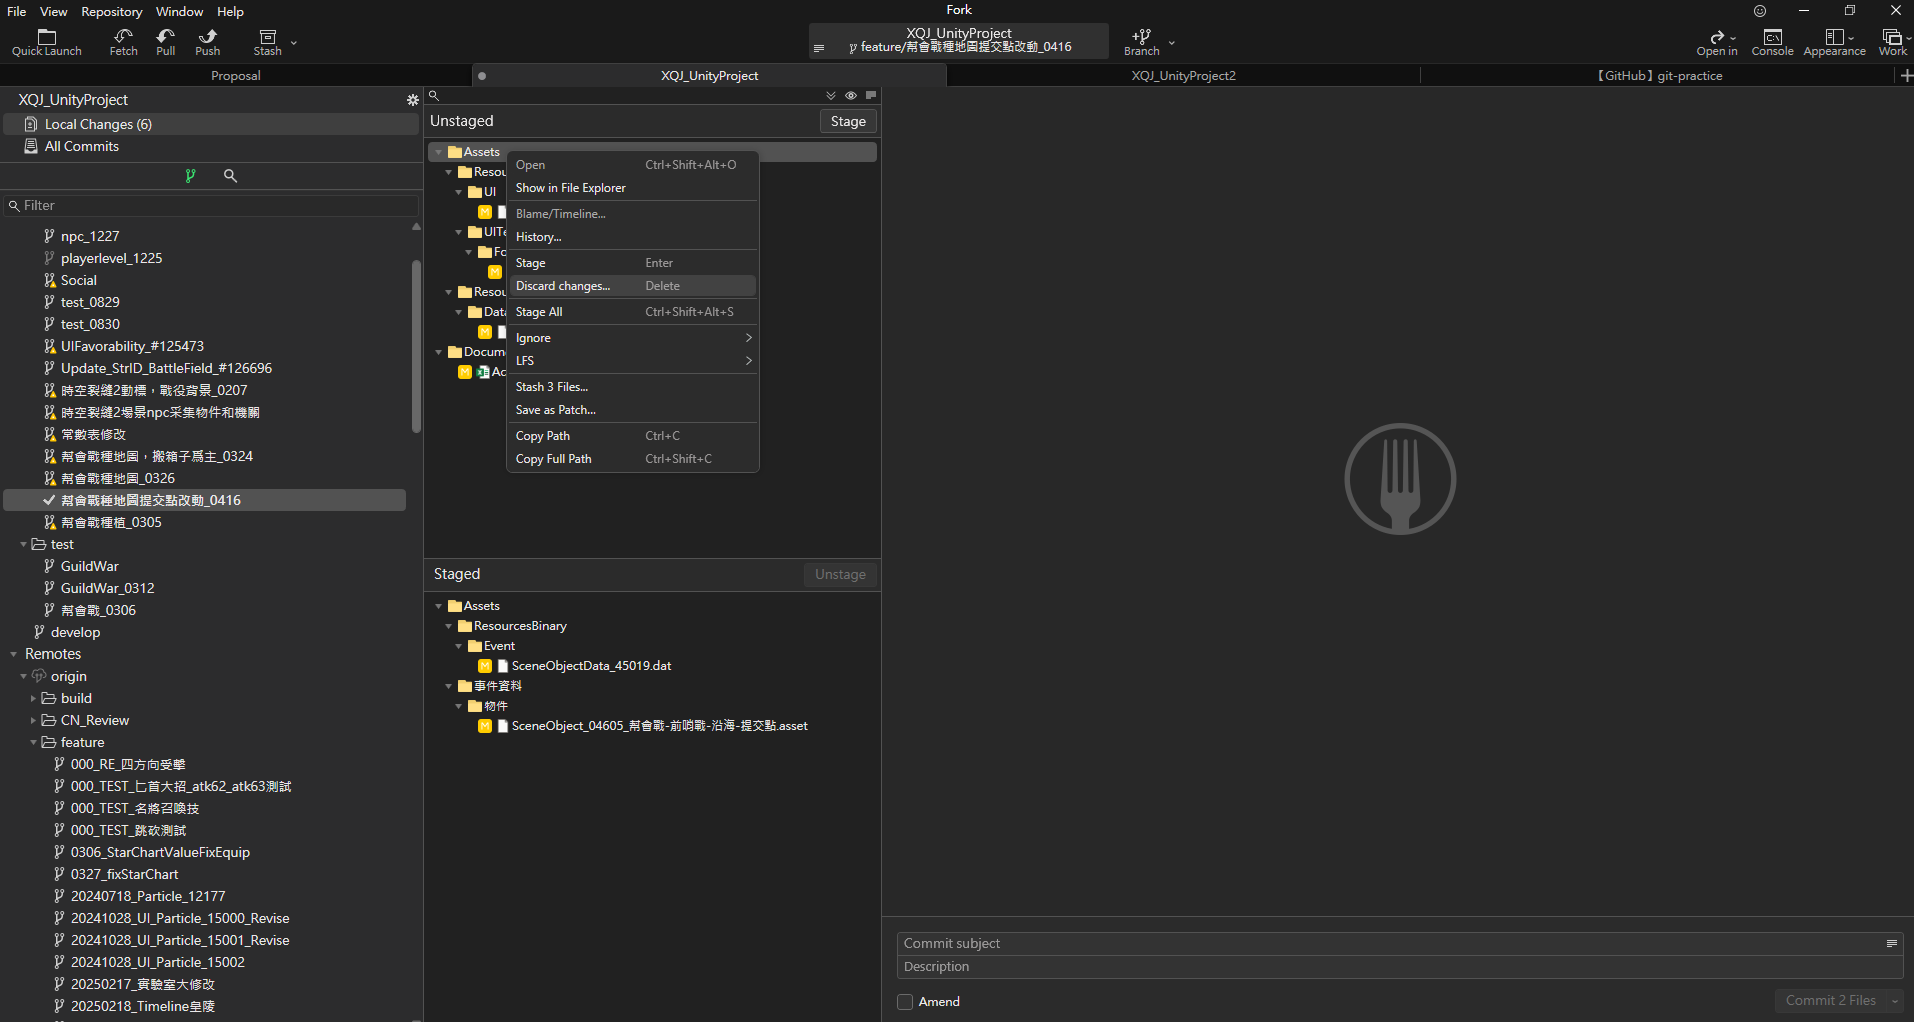 File View Repository Window Help
Fork
Quick Launch
Fetch
Pull
Push
Stash
XQJ_UnityProject
feature/幫會戰種地圖提交點改動_0416
Branch
Open in
Console
Appearance
Work
Proposal
XQJ_UnityProject
XQJ_UnityProject2
【GitHub】git-practice
XQJ_UnityProject
Local Changes (6)
All Commits
Filter
npc_1227
playerlevel_1225
Social
test_0829
test_0830
UIFavorability_#125473
Update_StrID_BattleField_#126696
時空裂縫2動標，戰役背景_0207
時空裂縫2場景npc采集物件和機關
常數表修改
幫會戰種地圖，搬箱子爲主_0324
幫會戰種地圖_0326
幫會戰種地圖提交點改動_0416
幫會戰種植_0305
test
GuildWar
GuildWar_0312
幫會戰_0306
develop
Remotes
origin
build
CN_Review
feature
000_RE_四方向受擊
000_TEST_匕首大招_atk62_atk63測試
000_TEST_名將召喚技
000_TEST_跳砍測試
0306_StarChartValueFixEquip
0327_fixStarChart
20240718_Particle_12177
20241028_UI_Particle_15000_Revise
20241028_UI_Particle_15001_Revise
20241028_UI_Particle_15002
20250217_實驗室大修改
20250218_Timeline皇陵
Unstaged
Stage
Assets
Resou
UI
M
UITe
Fo
M
Resou
Data
M
Docum
M Ac
Open Ctrl+Shift+Alt+O
Show in File Explorer
Blame/Timeline...
History...
Stage Enter
Discard changes... Delete
Stage All Ctrl+Shift+Alt+S
Ignore
LFS
Stash 3 Files...
Save as Patch...
Copy Path Ctrl+C
Copy Full Path Ctrl+Shift+C
Staged
Unstage
Assets
ResourcesBinary
Event
M SceneObjectData_45019.dat
事件資料
物件
M SceneObject_04605_幫會戰-前哨戰-沿海-提交點.asset
Commit subject
Description
Amend
Commit 2 Files